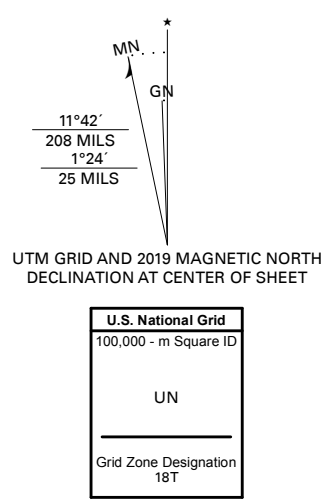 ★
MN
GN
11°42´
208 MILS
1°24´
25 MILS
UTM GRID AND 2019 MAGNETIC NORTH
DECLINATION AT CENTER OF SHEET
U.S. National Grid
100,000 - m Square ID
UN
Grid Zone Designation
18T